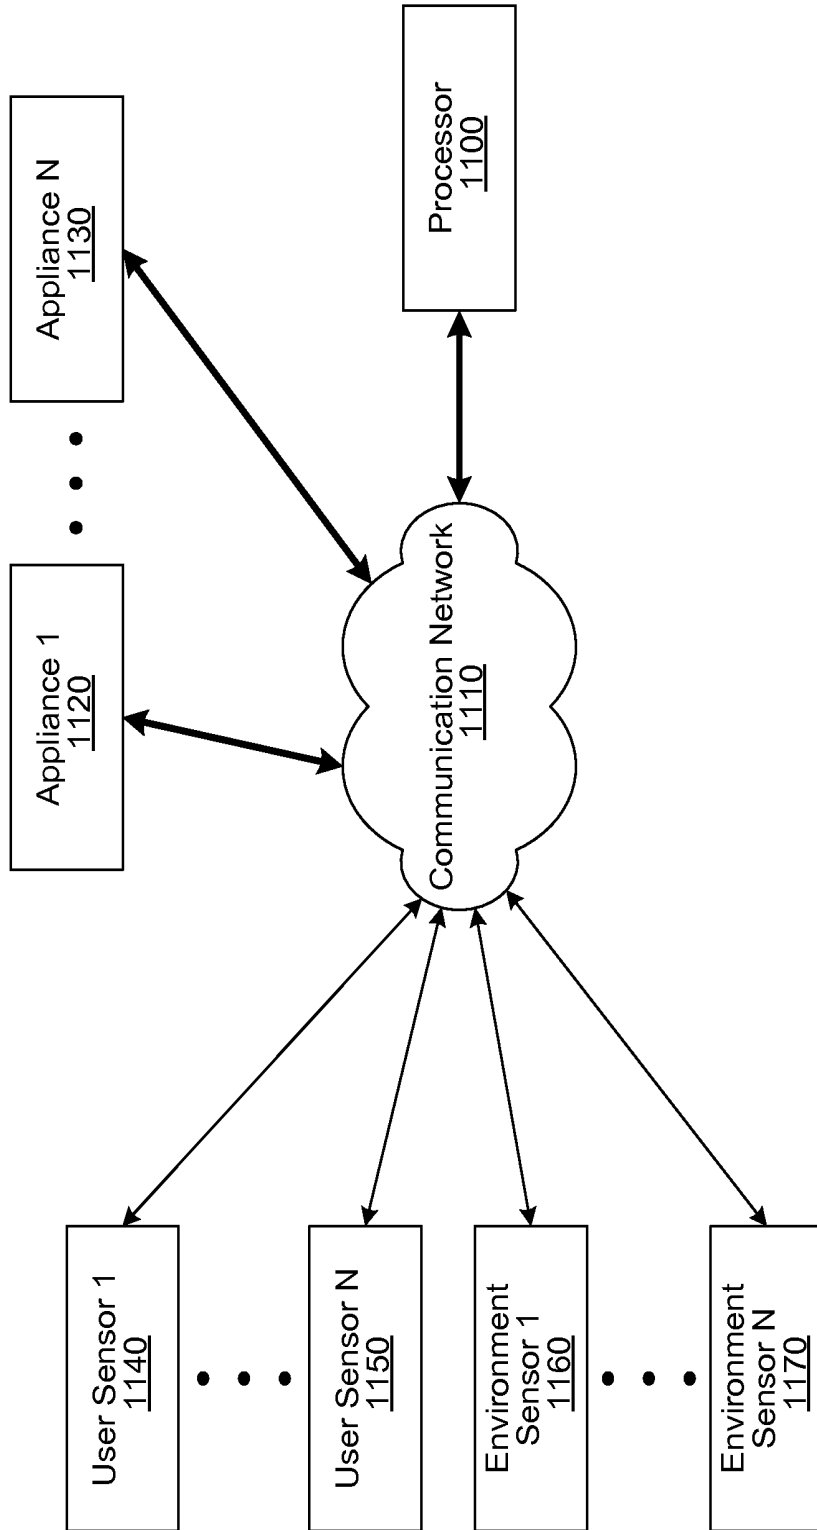 Appliance 1
1120
Appliance N
1130
User Sensor 1
1140
User Sensor N
1150
Communication Network
1110
Processor
1100
Environment
Sensor 1
1160
Environment
Sensor N
1170